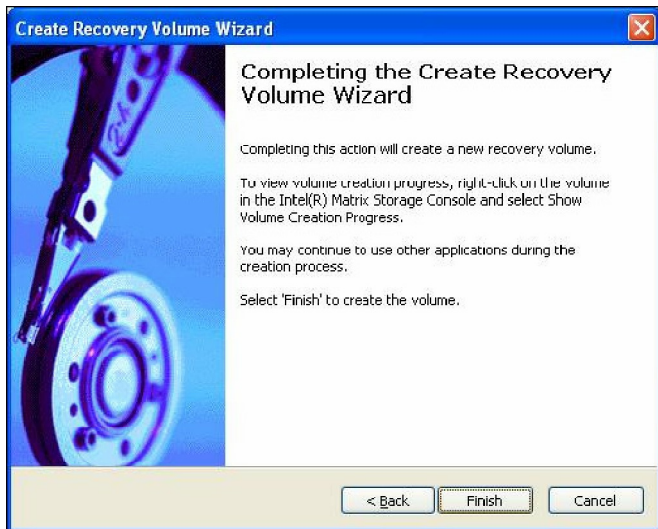 Create Recovery Volume Wizard
Completing the Create Recovery
Volume Wizard
Completing this action will create a new recovery volume.
To view volume creation progress, right-click on the volume
in the Intel(R) Matrix Storage Console and select Show
Volume Creation Progress.
You may continue to use other applications during the
creation process.
Select 'Finish' to create the volume.
< Back Finish Cancel